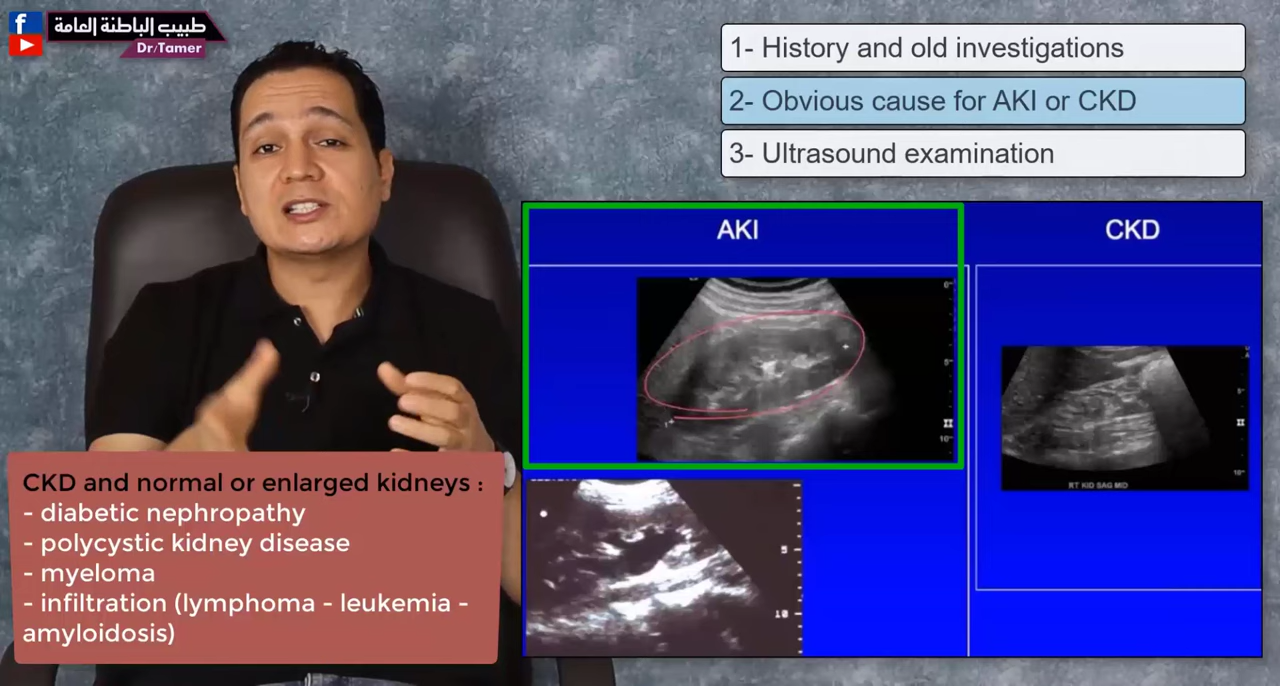 f
طبيب الباطنة العامة
Dr/Tamer
1- History and old investigations
2- Obvious cause for AKI or CKD
3- Ultrasound examination
AKI
CKD
5
10
RT KID SAG MID
CKD and normal or enlarged kidneys :
- diabetic nephropathy
- polycystic kidney disease
- myeloma
- infiltration (lymphoma - leukemia -
amyloidosis)